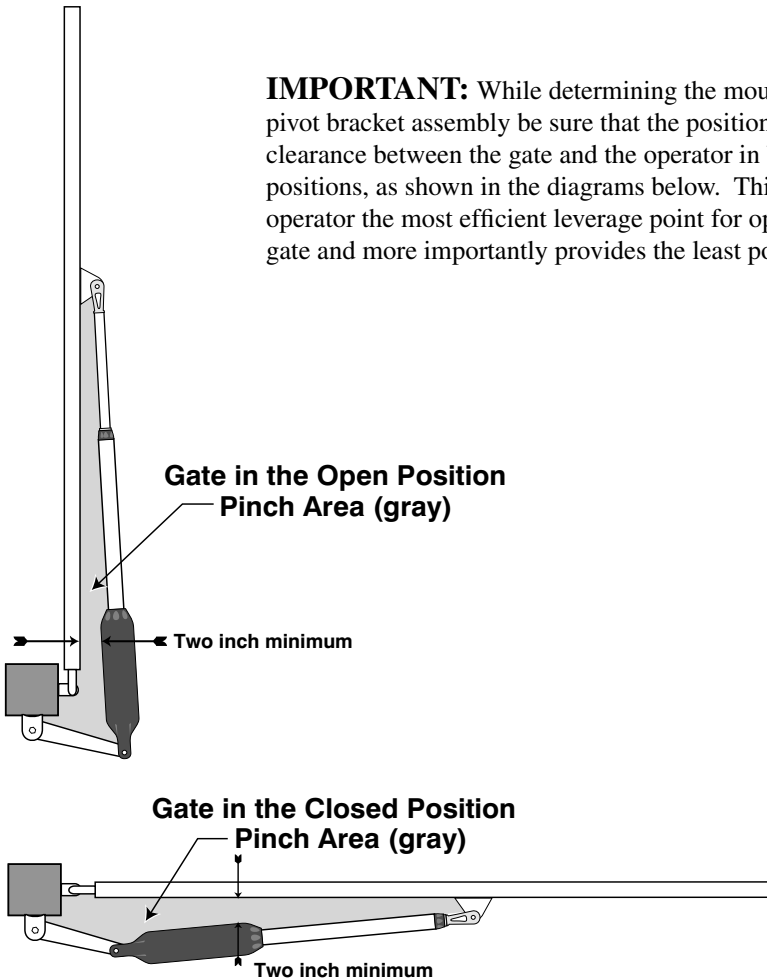 IMPORTANT: While determining the mou
pivot bracket assembly be sure that the position
clearance between the gate and the operator in
positions, as shown in the diagrams below. Thi
operator the most efficient leverage point for op
gate and more importantly provides the least po
Gate in the Open Position
Pinch Area (gray)
Two inch minimum
Gate in the Closed Position
Pinch Area (gray)
Two inch minimum